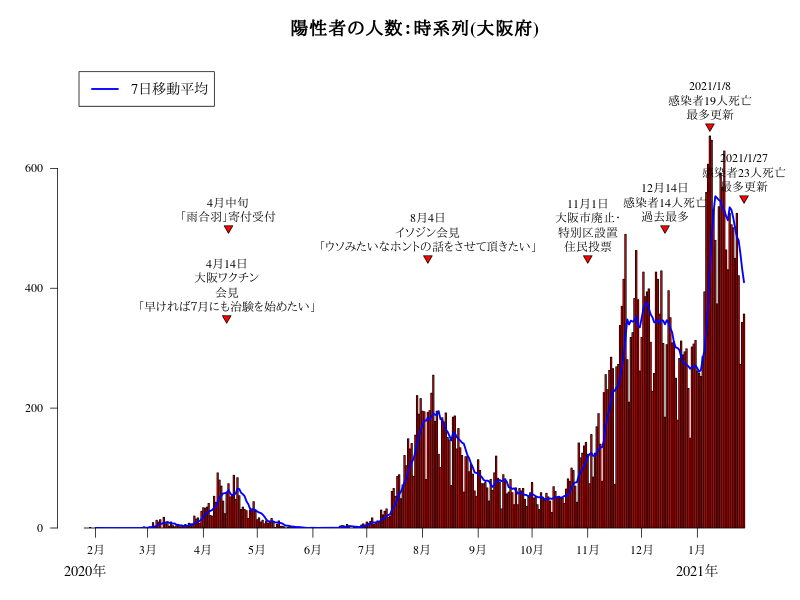 陽性者の人数：時系列(大阪府)
7日移動平均
2021/1/8
感染者19人死亡
最多更新
2021/1/27
感染者23人死亡
最多更新
12月14日
感染者14人死亡
過去最多
11月1日
大阪市廃止・
特別区設置
住民投票
8月4日
イソジン会見
「ウソみたいなホントの話をさせて頂きたい」
4月中旬
「雨合羽」寄付受付
4月14日
大阪ワクチン
会見
「早ければ7月にも治験を始めたい」
600
400
200
0
2月 3月 4月 5月 6月 7月 8月 9月 10月 11月 12月 1月
2020年 2021年